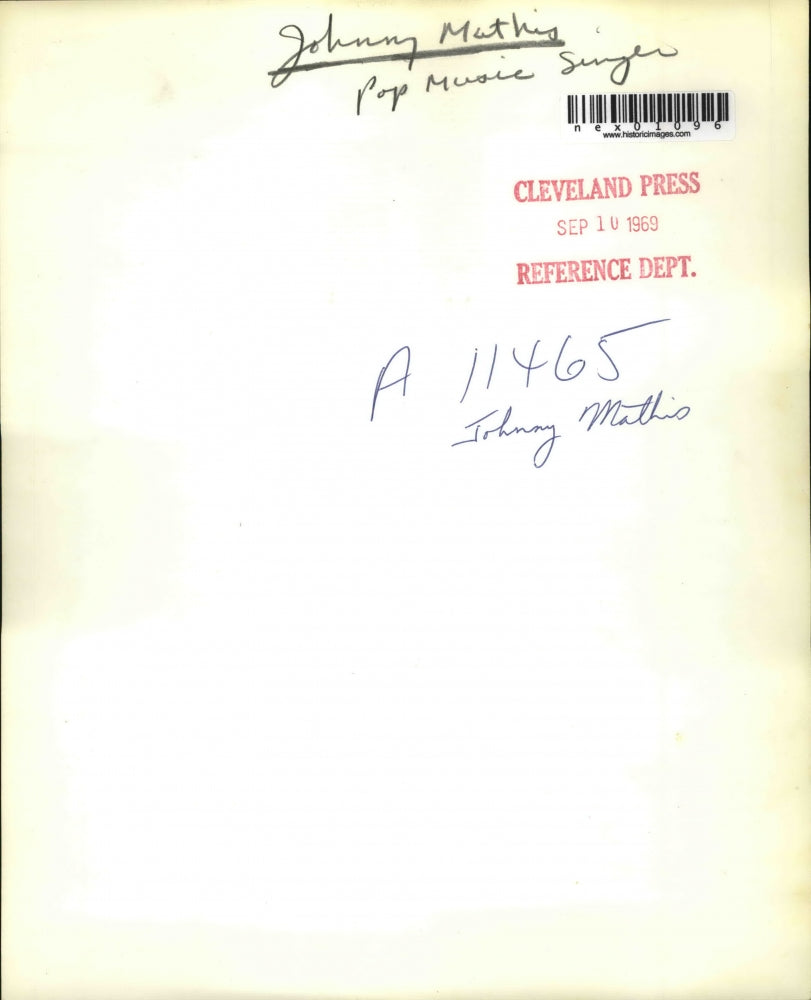 Johnny Mathis
Pop Music Singer
nex01096
www.historicimages.com
CLEVELAND PRESS
SEP 10 1969
REFERENCE DEPT.
A 11465
Johnny Mathis